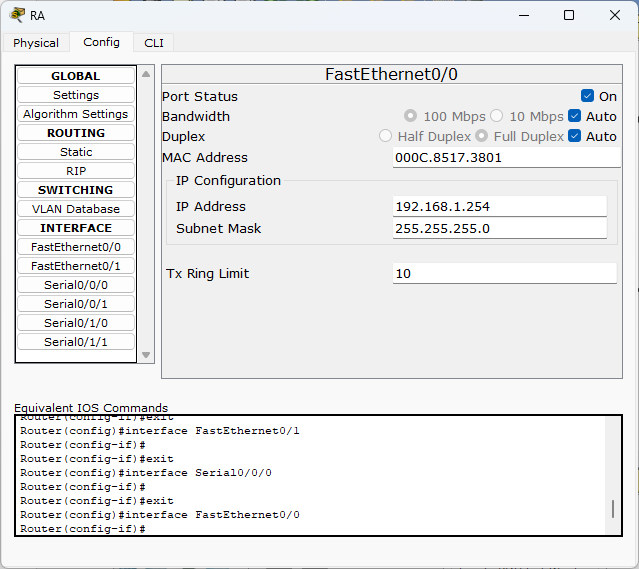 RA
Physical Config CLI
GLOBAL
Settings
Algorithm Settings
ROUTING
Static
RIP
SWITCHING
VLAN Database
INTERFACE
FastEthernet0/0
FastEthernet0/1
Serial0/0/0
Serial0/0/1
Serial0/1/0
Serial0/1/1
FastEthernet0/0
Port Status On
Bandwidth 100 Mbps 10 Mbps Auto
Duplex Half Duplex Full Duplex Auto
MAC Address 000C.8517.3801
IP Configuration
IP Address 192.168.1.254
Subnet Mask 255.255.255.0
Tx Ring Limit 10
Equivalent IOS Commands
Router(config-if)#exit
Router(config)#interface FastEthernet0/1
Router(config-if)#
Router(config-if)#exit
Router(config)#interface Serial0/0/0
Router(config-if)#
Router(config-if)#exit
Router(config)#interface FastEthernet0/0
Router(config-if)#